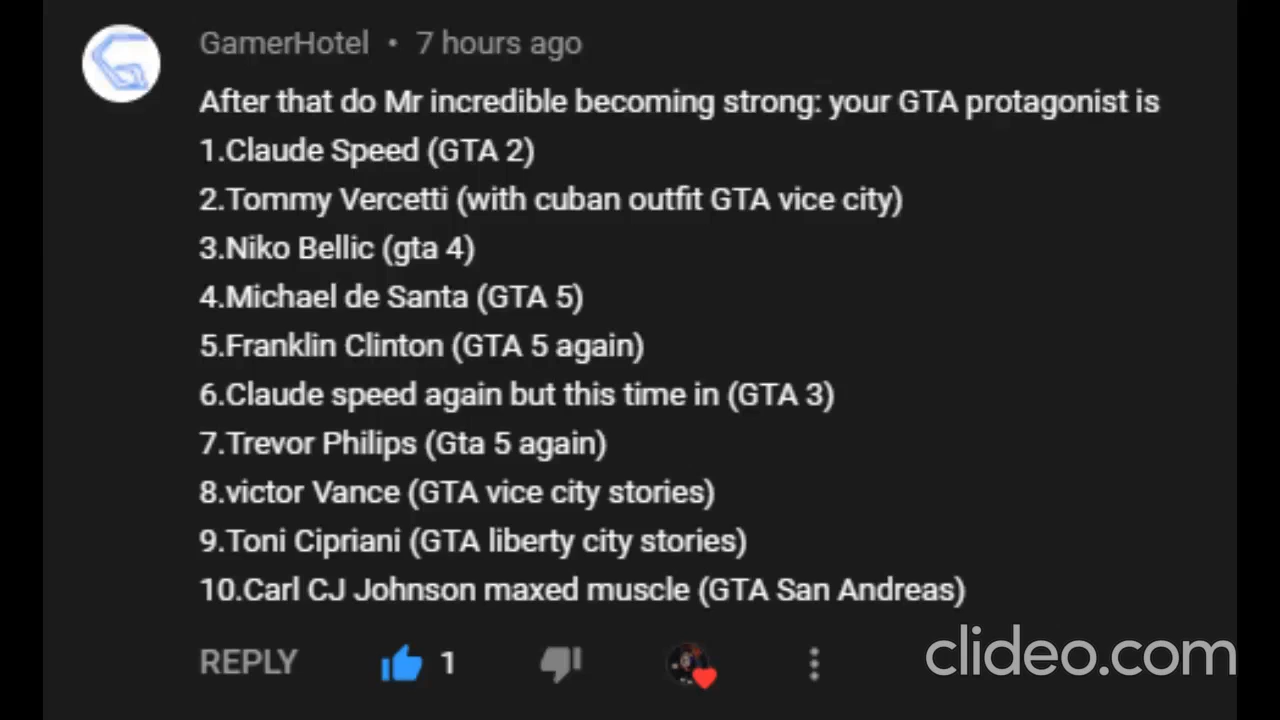 GamerHotel • 7 hours ago
After that do Mr incredible becoming strong: your GTA protagonist is
1.Claude Speed (GTA 2)
2.Tommy Vercetti (with cuban outfit GTA vice city)
3.Niko Bellic (gta 4)
4.Michael de Santa (GTA 5)
5.Franklin Clinton (GTA 5 again)
6.Claude speed again but this time in (GTA 3)
7.Trevor Philips (Gta 5 again)
8.victor Vance (GTA vice city stories)
9.Toni Cipriani (GTA liberty city stories)
10.Carl CJ Johnson maxed muscle (GTA San Andreas)
REPLY 1
clideo.com